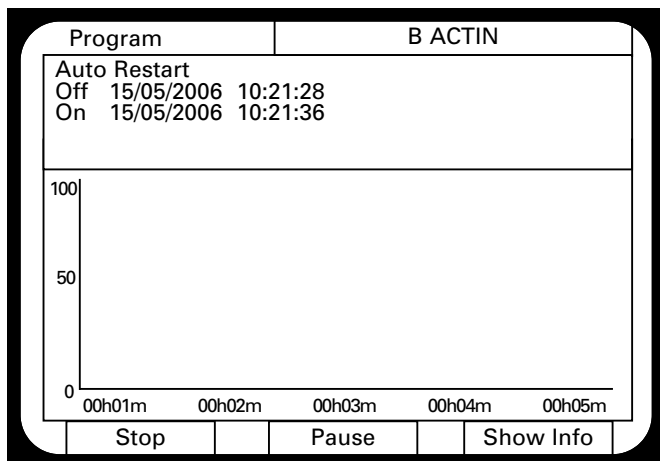 Program B ACTIN
Auto Restart
Off 15/05/2006 10:21:28
On 15/05/2006 10:21:36
100
50
0
00h01m 00h02m 00h03m 00h04m 00h05m
Stop Pause Show Info